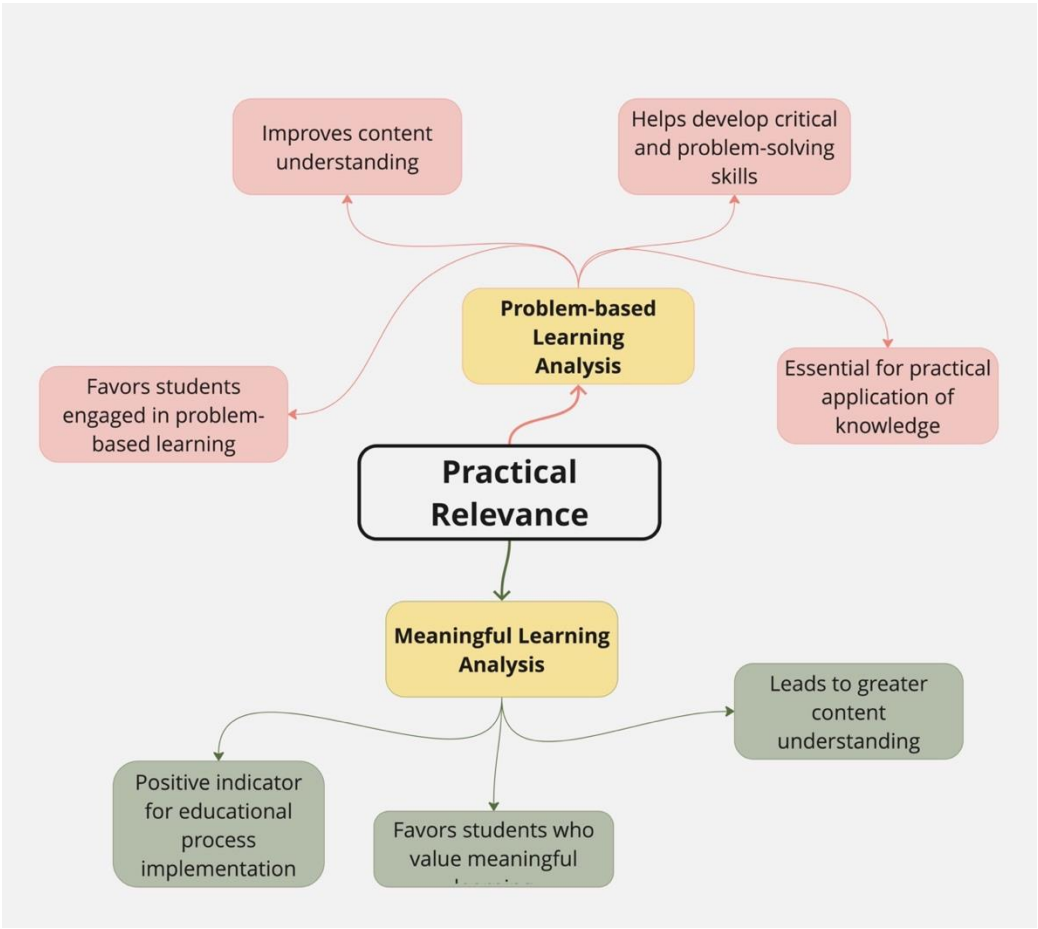 Improves content
understanding
Helps develop critical
and problem-solving
skills
Problem-based
Learning
Analysis
Favors students
engaged in problem-
based learning
Essential for practical
application of
knowledge
Practical
Relevance
Meaningful Learning
Analysis
Leads to greater
content
understanding
Positive indicator
for educational
process
implementation
Favors students who
value meaningful